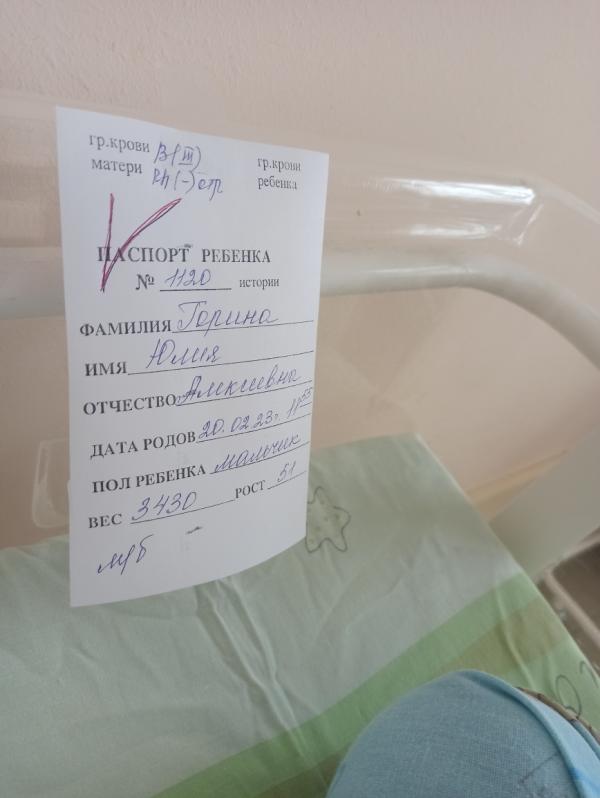 гр.крови В(III) гр.крови
матери Rh(-)отр ребенка
ПАСПОРТ РЕБЕНКА
№ 1120 истории
ФАМИЛИЯ Горина
ИМЯ Юлия
ОТЧЕСТВО
ДАТА РОДОВ 20.02.23г. 11 55
ПОЛ РЕБЕНКА мальчик
ВЕС 3430 РОСТ 51